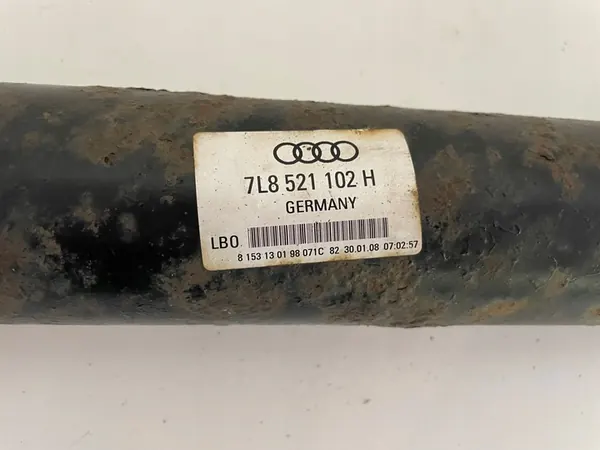 7L8 521 102 H
GERMANY
LBO
8 153 13 01 98 071C 82 30.01.08 07:02:57